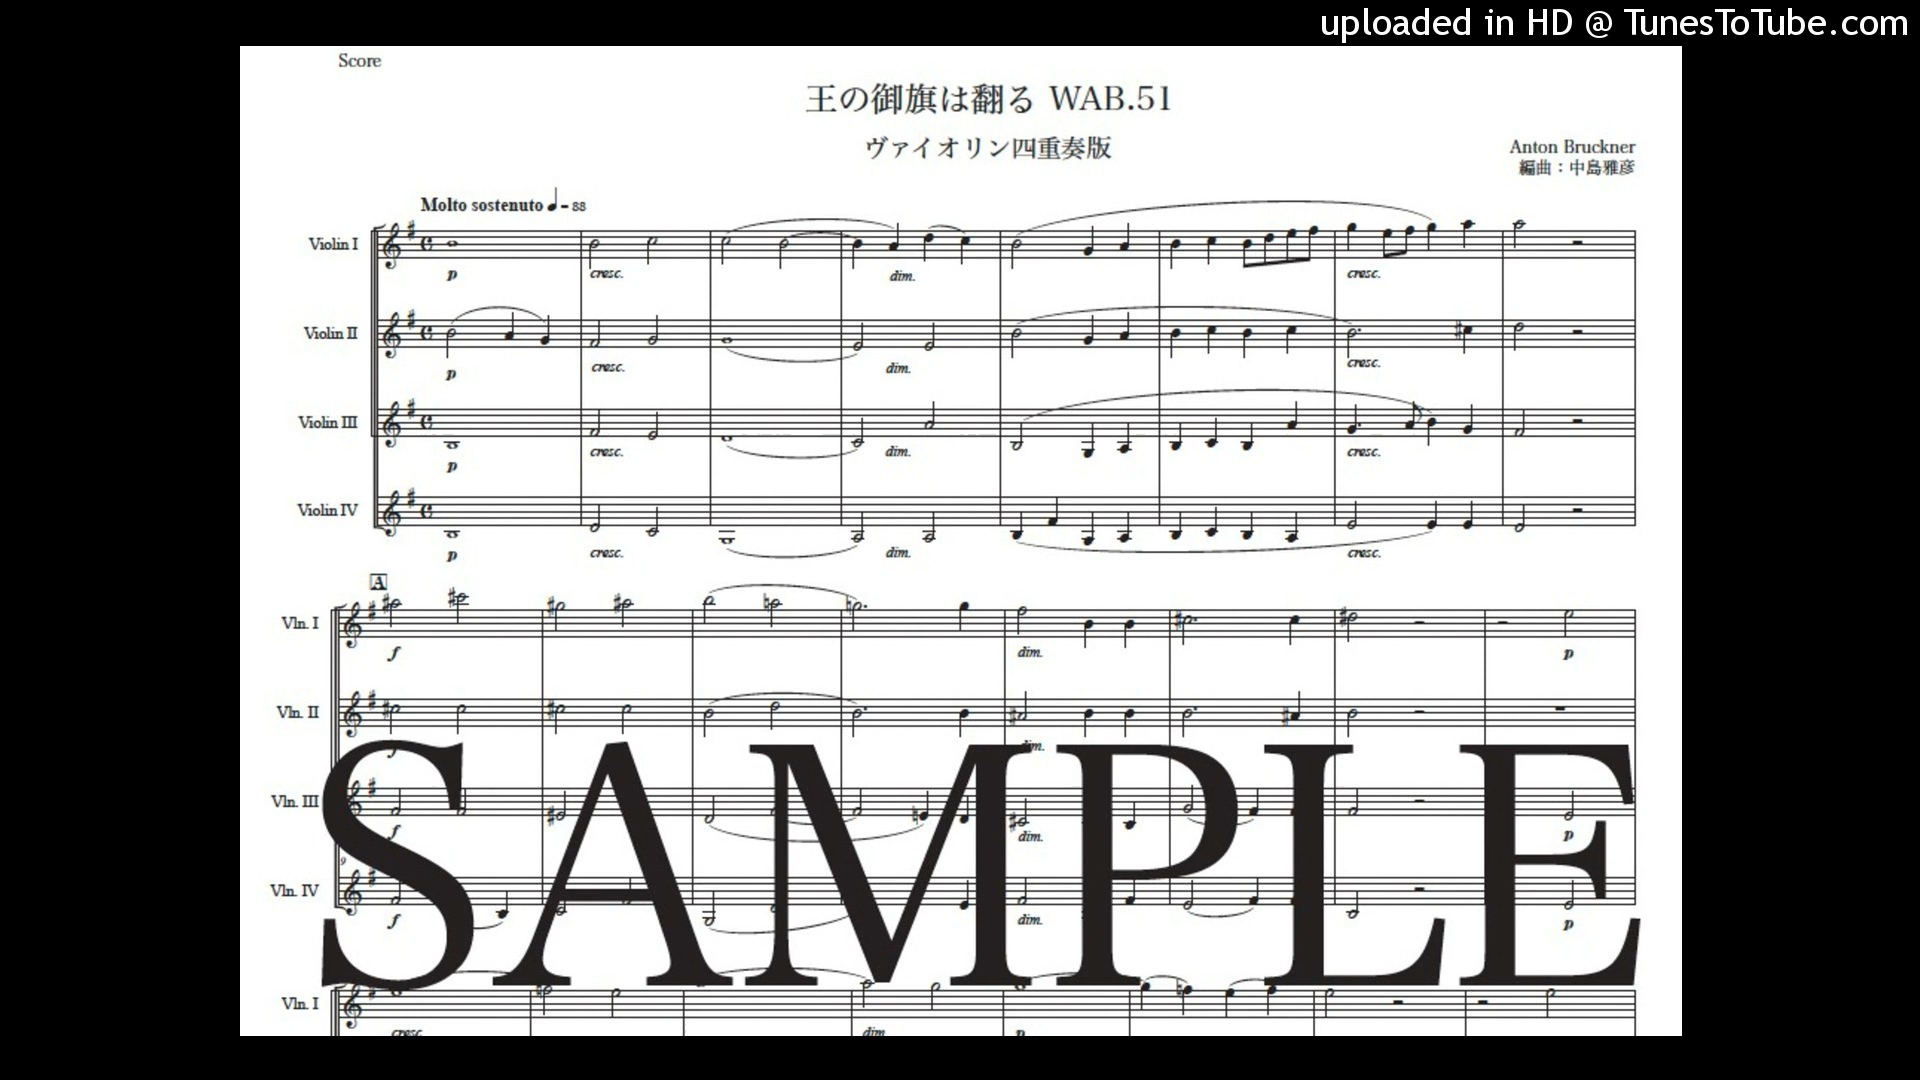 uploaded in HD @ TunesToTube.com
Score
王の御旗は翻る WAB.51
ヴァイオリン四重奏版
Anton Bruckner
編曲：中島雅彦
Molto sostenuto ♩=88
Violin I
p cresc. dim. cresc.
Violin II
p cresc. dim. cresc.
Violin III
p cresc. dim. cresc.
Violin IV
p cresc. dim. cresc.
A
Vln. I
f dim. p
Vln. II
f dim.
Vln. III
f dim. p
9
Vln. IV
f dim. p
SAMPLE
Vln. I
cresc. dim. p